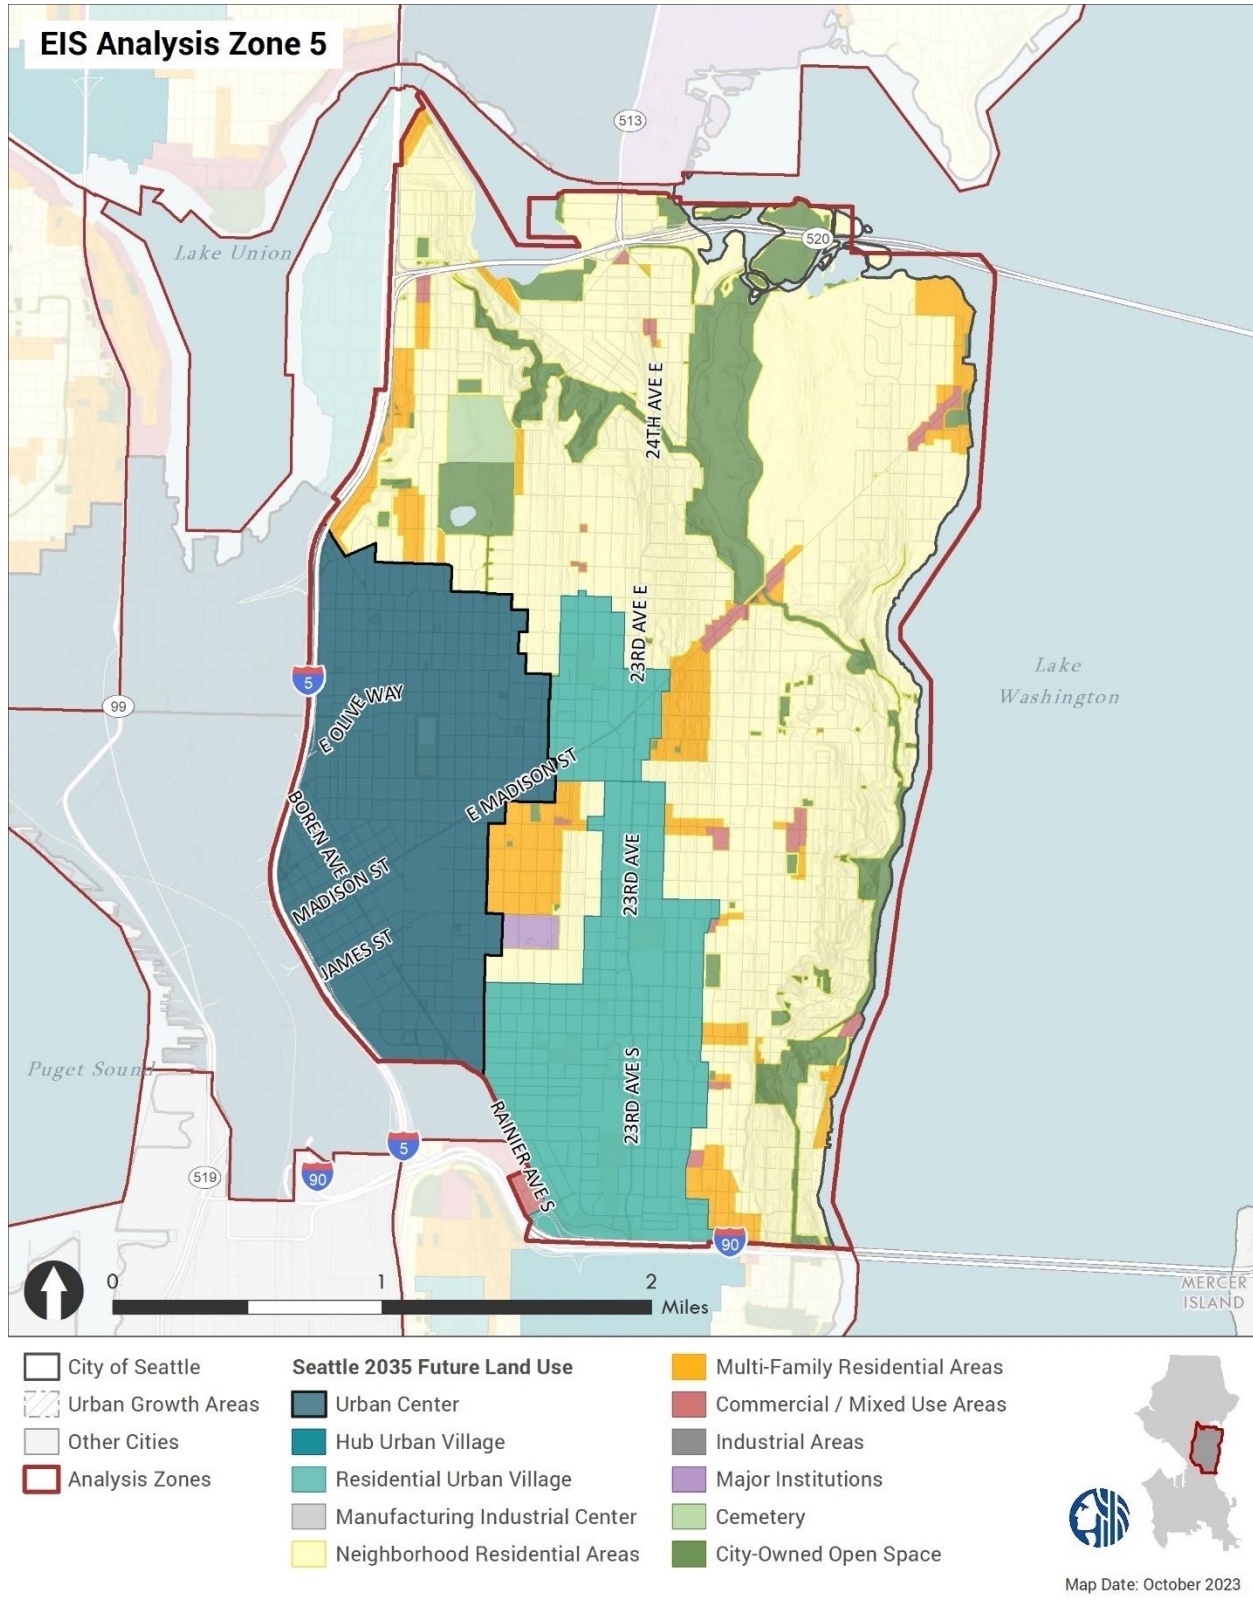 EIS Analysis Zone 5
513
Lake Union
520
24TH AVE E
23RD AVE E
5
Lake
Washington
99
E OLIVE WAY
E MADISON ST
BOREN AVE
MADISON ST
23RD AVE
JAMES ST
Puget Sound
23RD AVE S
RAINIER AVE S
5
90
519
90
0
1
2
Miles
MERCER
ISLAND
City of Seattle
Urban Growth Areas
Other Cities
Analysis Zones
Seattle 2035 Future Land Use
Urban Center
Hub Urban Village
Residential Urban Village
Manufacturing Industrial Center
Neighborhood Residential Areas
Multi-Family Residential Areas
Commercial / Mixed Use Areas
Industrial Areas
Major Institutions
Cemetery
City-Owned Open Space
Map Date: October 2023